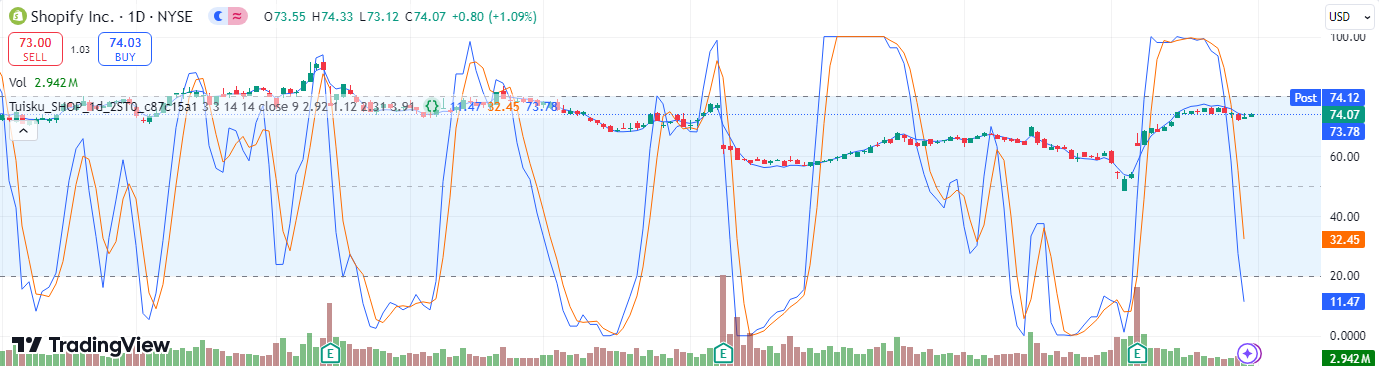 Shopify Inc. · 1D · NYSE O73.55 H74.33 L73.12 C74.07 +0.80 (+1.09%)
USD
73.00
SELL
1.03
74.03
BUY
100.00
Vol 2.942 M
Tuisku_SHOP_1d_2ST0_c87c15a1 3 3 14 14 close 9 2.92 1.12 2.31 3.91 {} 11.47 32.45 73.78
Post 74.12
74.07
73.78
60.00
40.00
32.45
20.00
11.47
0.0000
TradingView
E
E
E
2.942 M